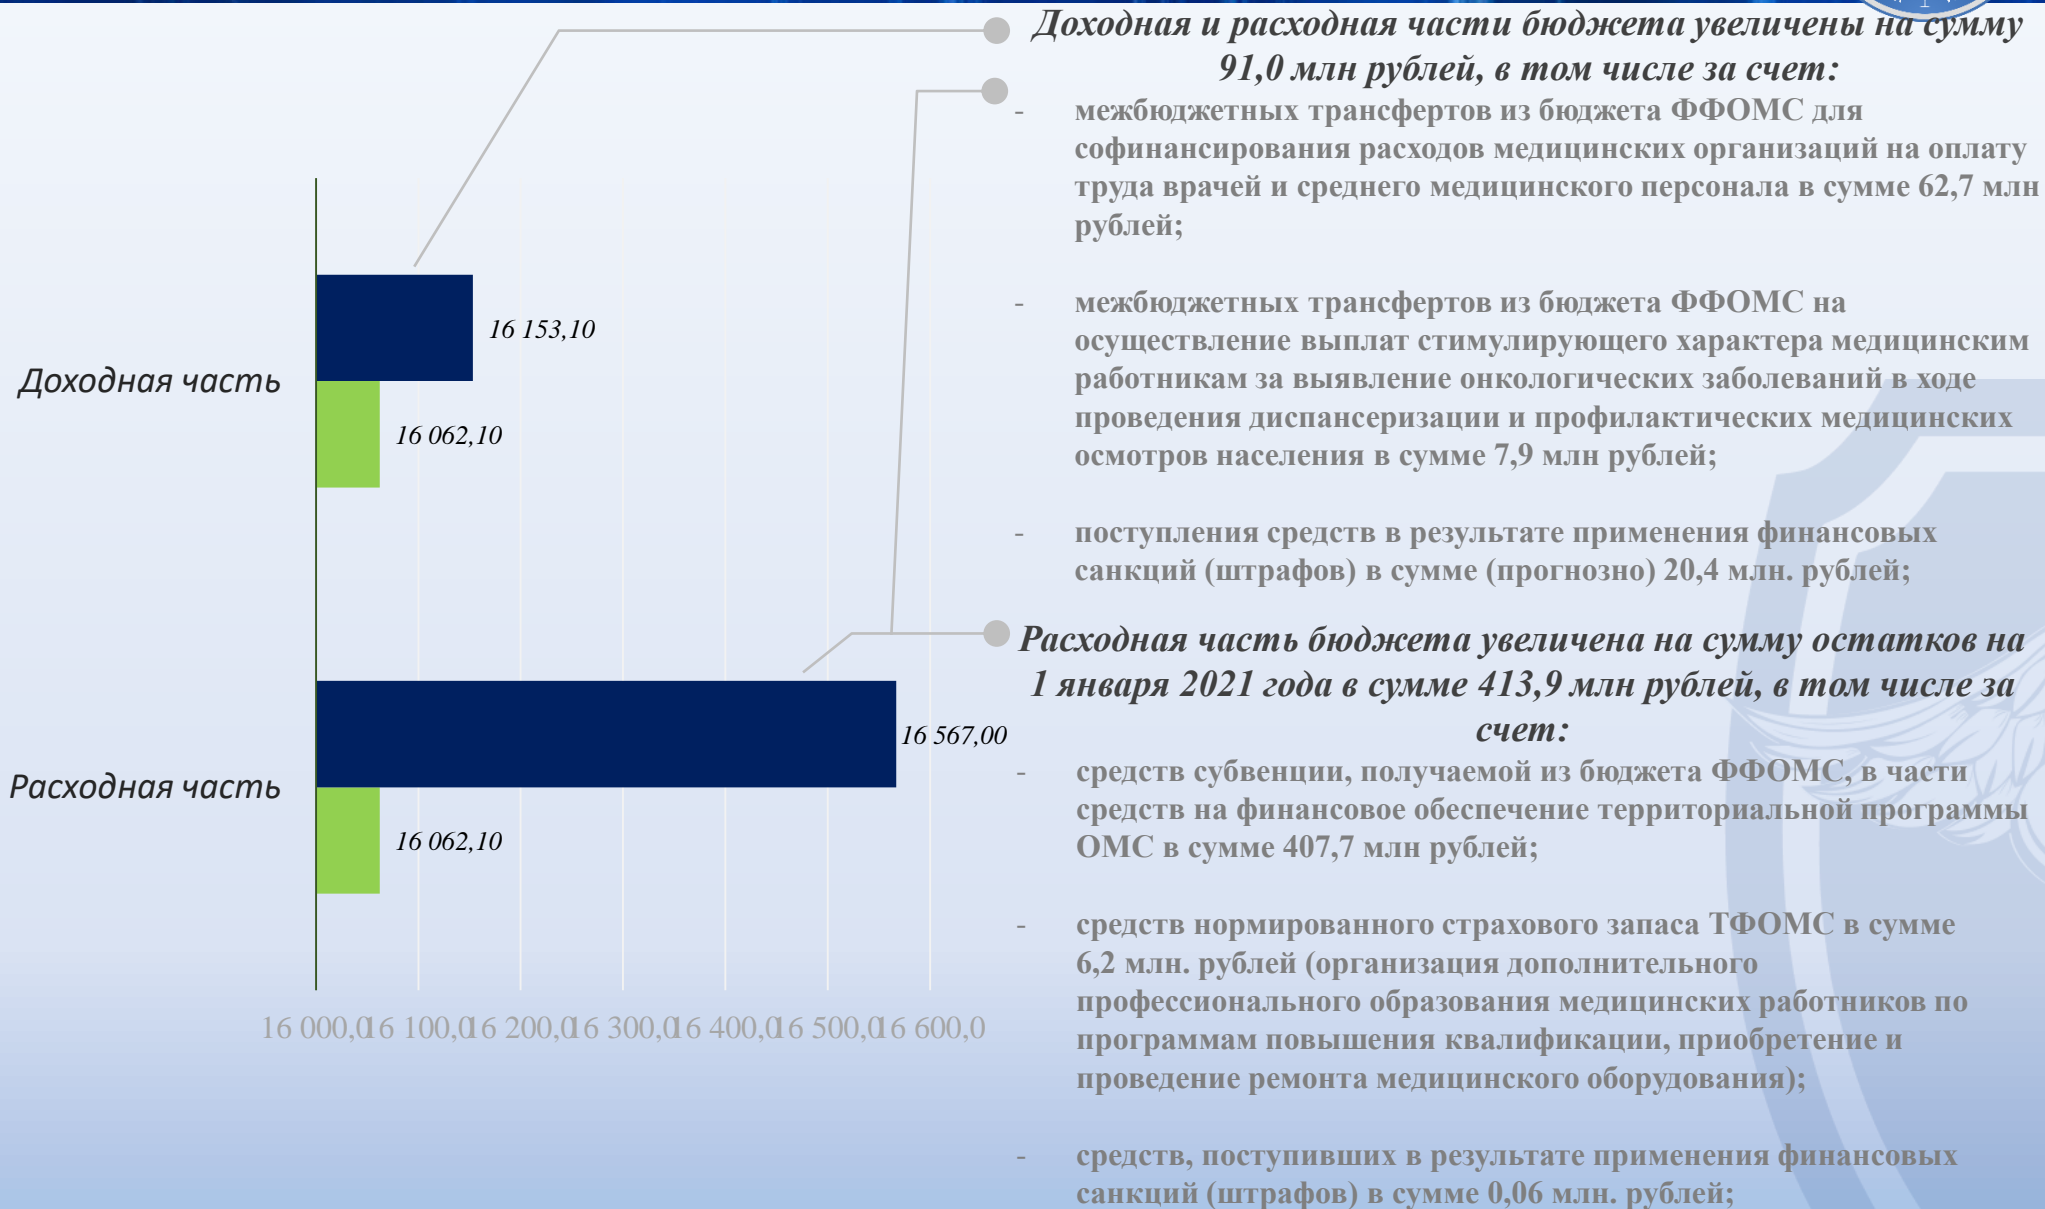 Доходная и расходная части бюджета увеличены на сумму
91,0 млн рублей, в том числе за счет:
- межбюджетных трансфертов из бюджета ФФОМС для
софинансирования расходов медицинских организаций на оплату
труда врачей и среднего медицинского персонала в сумме 62,7 млн
рублей;
- межбюджетных трансфертов из бюджета ФФОМС на
осуществление выплат стимулирующего характера медицинским
работникам за выявление онкологических заболеваний в ходе
проведения диспансеризации и профилактических медицинских
осмотров населения в сумме 7,9 млн рублей;
- поступления средств в результате применения финансовых
санкций (штрафов) в сумме (прогнозно) 20,4 млн. рублей;
Расходная часть бюджета увеличена на сумму остатков на
1 января 2021 года в сумме 413,9 млн рублей, в том числе за
счет:
- средств субвенции, получаемой из бюджета ФФОМС, в части
средств на финансовое обеспечение территориальной программы
ОМС в сумме 407,7 млн рублей;
- средств нормированного страхового запаса ТФОМС в сумме
6,2 млн. рублей (организация дополнительного
профессионального образования медицинских работников по
программам повышения квалификации, приобретение и
проведение ремонта медицинского оборудования);
- средств, поступивших в результате применения финансовых
санкций (штрафов) в сумме 0,06 млн. рублей;
Доходная часть
16 153,10
16 062,10
Расходная часть
16 567,00
16 062,10
16 000,0 16 100,0 16 200,0 16 300,0 16 400,0 16 500,0 16 600,0